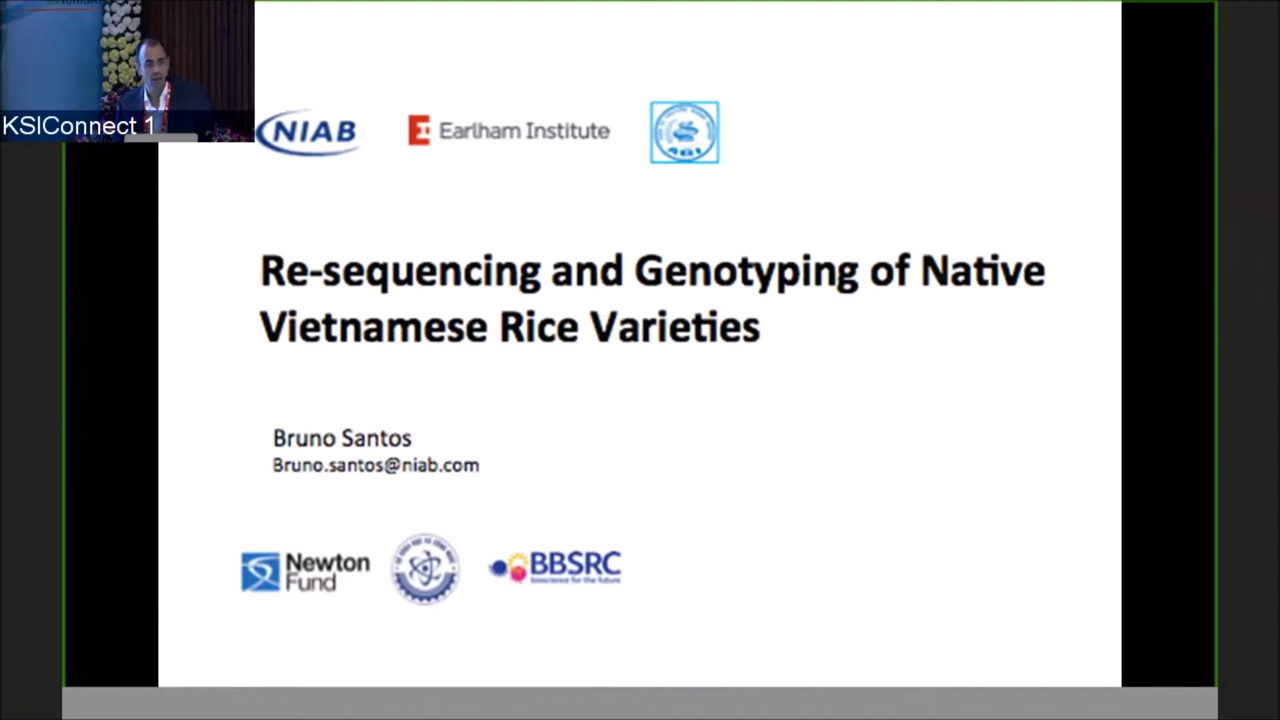 KSIConnect 1
NIAB
Earlham Institute
AGI
Re-sequencing and Genotyping of Native
Vietnamese Rice Varieties
Bruno Santos
Bruno.santos@niab.com
Newton
Fund
BBSRC
bioscience for the future